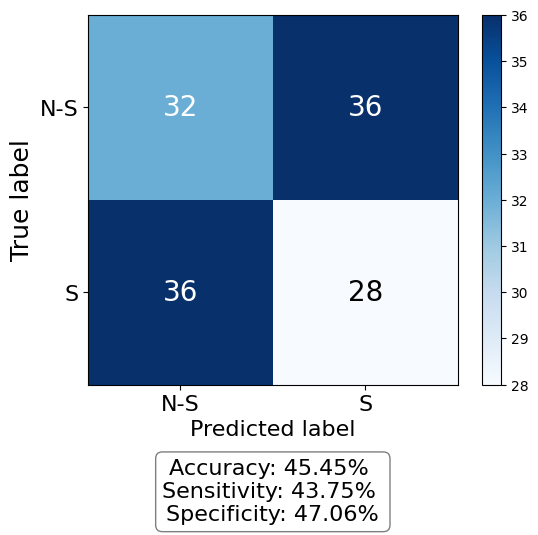 N-S
S
True label
32
36
36
28
N-S
S
Predicted label
36
35
34
33
32
31
30
29
28
Accuracy: 45.45%
Sensitivity: 43.75%
Specificity: 47.06%